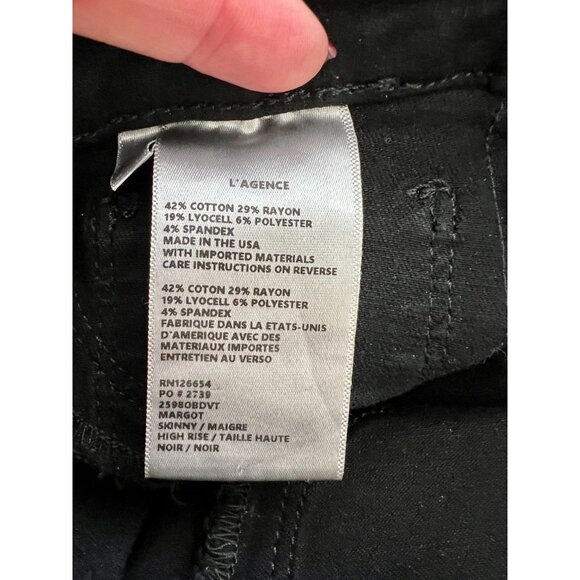 L'AGENCE
42% COTTON 29% RAYON
19% LYOCELL 6% POLYESTER
4% SPANDEX
MADE IN THE USA
WITH IMPORTED MATERIALS
CARE INSTRUCTIONS ON REVERSE
42% COTON 29% RAYON
19% LYOCELL 6% POLYESTER
4% SPANDEX
FABRIQUE DANS LA ETATS-UNIS
D'AMERIQUE AVEC DES
MATERIAUX IMPORTES
ENTRETIEN AU VERSO
RN126654
PO # 2739
2598OBDVT
MARGOT
SKINNY / MAIGRE
HIGH RISE / TAILLE HAUTE
NOIR / NOIR